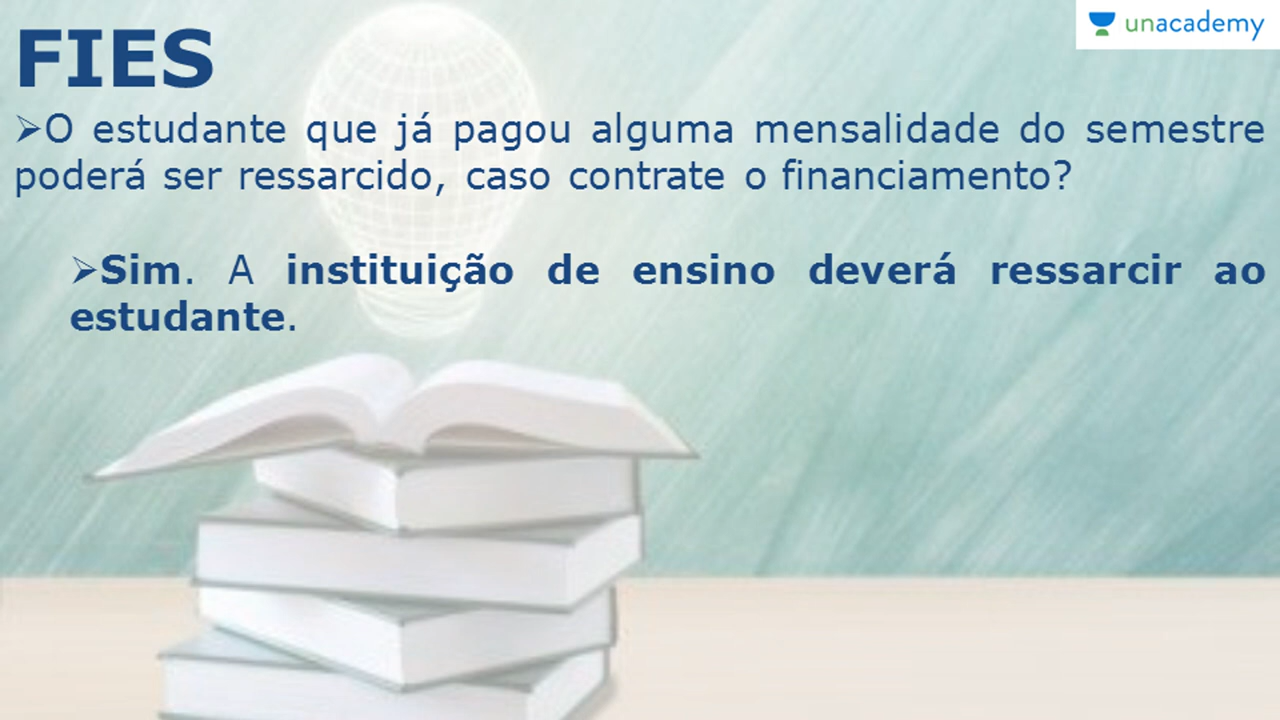 unacademy
FIES
➢O estudante que já pagou alguma mensalidade do semestre
poderá ser ressarcido, caso contrate o financiamento?
➢Sim. A instituição de ensino deverá ressarcir ao
estudante.